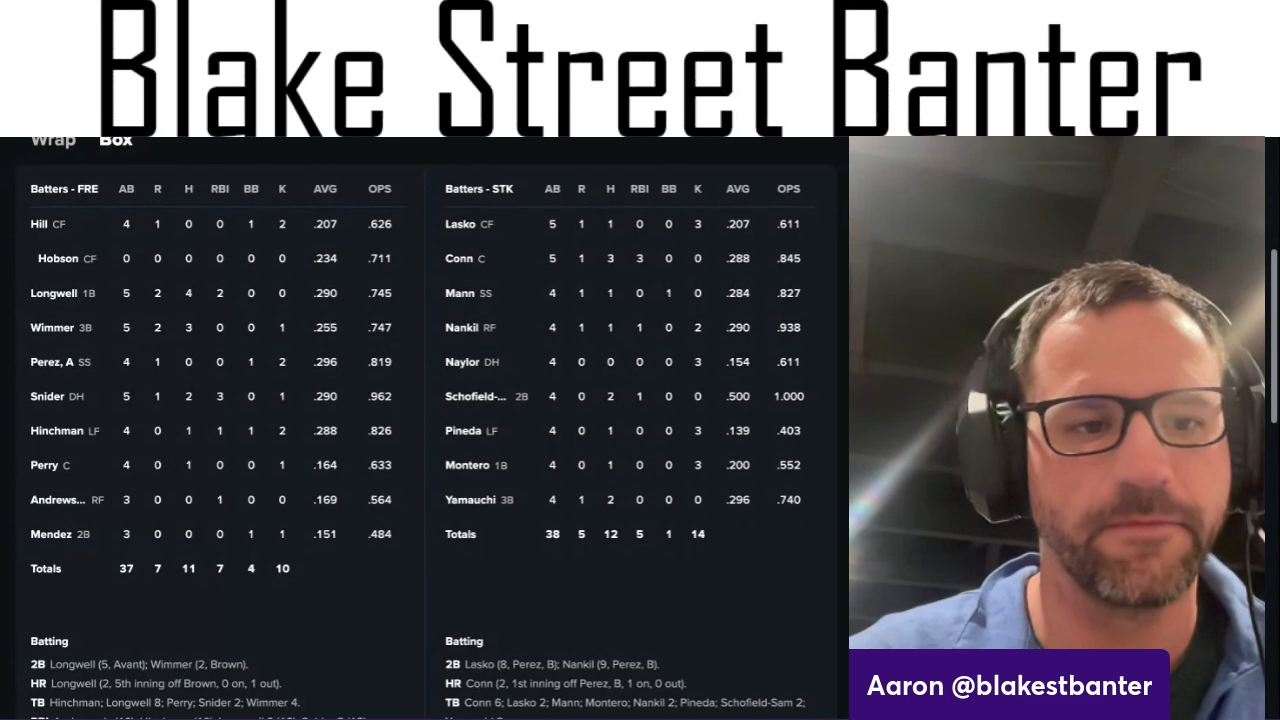 Blake Street Banter
Wrap Box
Batters - FRE AB R H RBI BB K AVG OPS
Hill CF 4 1 0 0 1 2 .207 .626
Hobson CF 0 0 0 0 0 0 .234 .711
Longwell 1B 5 2 4 2 0 0 .290 .745
Wimmer 3B 5 2 3 0 0 1 .255 .747
Perez, A SS 4 1 0 0 1 2 .296 .819
Snider DH 5 1 2 3 0 1 .290 .962
Hinchman LF 4 0 1 1 1 2 .288 .826
Perry C 4 0 1 0 0 1 .164 .633
Andrews... RF 3 0 0 1 0 0 .169 .564
Mendez 2B 3 0 0 0 1 1 .151 .484
Totals 37 7 11 7 4 10
Batting
2B Longwell (5, Avant); Wimmer (2, Brown).
HR Longwell (2, 5th inning off Brown, 0 on, 1 out).
TB Hinchman; Longwell 8; Perry; Snider 2; Wimmer 4.
Batters - STK AB R H RBI BB K AVG OPS
Lasko CF 5 1 1 0 0 3 .207 .611
Conn C 5 1 3 3 0 0 .288 .845
Mann SS 4 1 1 0 1 0 .284 .827
Nankil RF 4 1 1 1 0 2 .290 .938
Naylor DH 4 0 0 0 0 3 .154 .611
Schofield-... 2B 4 0 2 1 0 0 .500 1.000
Pineda LF 4 0 1 0 0 3 .139 .403
Montero 1B 4 0 1 0 0 3 .200 .552
Yamauchi 3B 4 1 2 0 0 0 .296 .740
Totals 38 5 12 5 1 14
Batting
2B Lasko (8, Perez, B); Nankil (9, Perez, B).
HR Conn (2, 1st inning off Perez, B, 1 on, 0 out).
TB Conn 6; Lasko 2; Mann; Montero; Nankil 2; Pineda; Schofield-Sam 2;
Aaron @blakestbanter